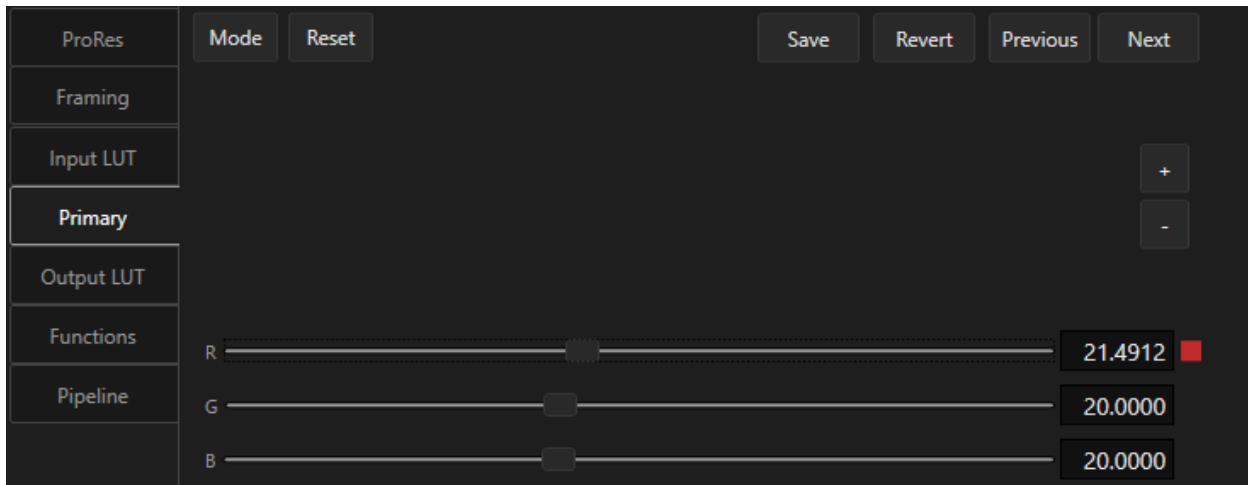 ProRes
Framing
Input LUT
Primary
Output LUT
Functions
Pipeline
Mode Reset Save Revert Previous Next
+
-
R 21.4912
G 20.0000
B 20.0000